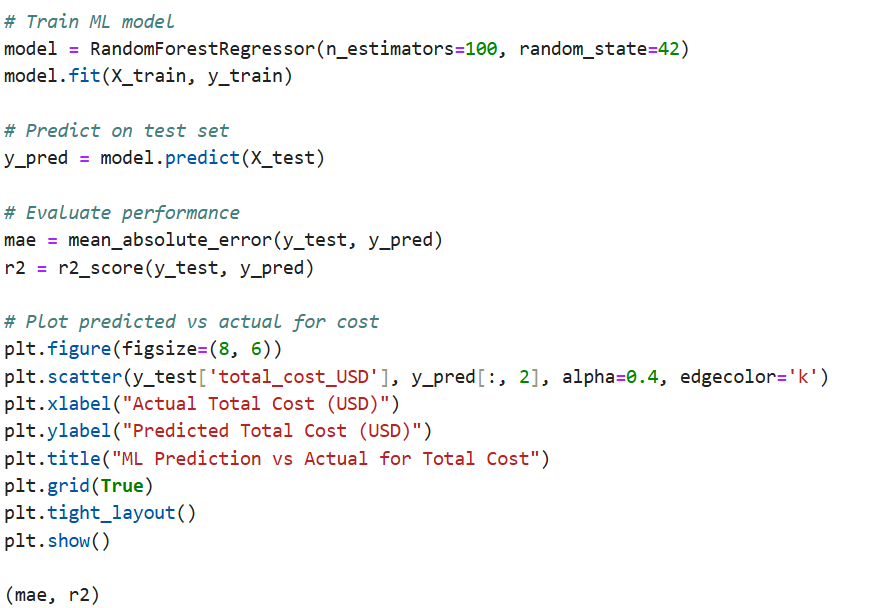 # Train ML model
model = RandomForestRegressor(n_estimators=100, random_state=42)
model.fit(X_train, y_train)
# Predict on test set
y_pred = model.predict(X_test)
# Evaluate performance
mae = mean_absolute_error(y_test, y_pred)
r2 = r2_score(y_test, y_pred)
# Plot predicted vs actual for cost
plt.figure(figsize=(8, 6))
plt.scatter(y_test['total_cost_USD'], y_pred[:, 2], alpha=0.4, edgecolor='k')
plt.xlabel("Actual Total Cost (USD)")
plt.ylabel("Predicted Total Cost (USD)")
plt.title("ML Prediction vs Actual for Total Cost")
plt.grid(True)
plt.tight_layout()
plt.show()
(mae, r2)